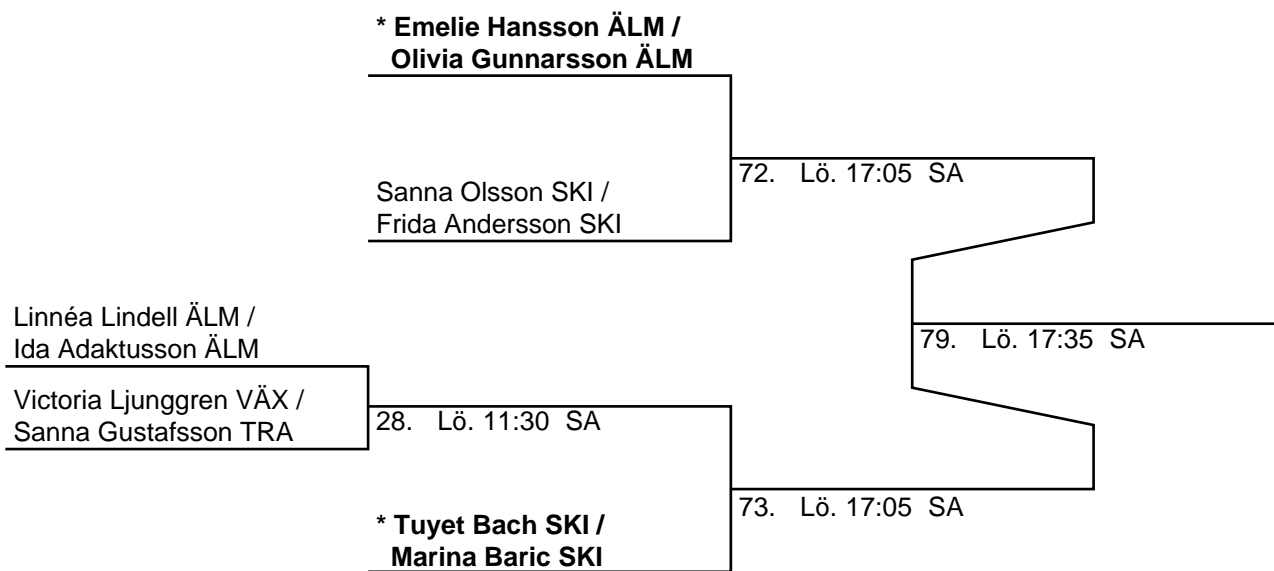 * Emelie Hansson ÄLM /
Olivia Gunnarsson ÄLM
72. Lö. 17:05 SA
Sanna Olsson SKI /
Frida Andersson SKI
Linnéa Lindell ÄLM /
Ida Adaktusson ÄLM
79. Lö. 17:35 SA
Victoria Ljunggren VÄX /
Sanna Gustafsson TRA
28. Lö. 11:30 SA
73. Lö. 17:05 SA
* Tuyet Bach SKI /
Marina Baric SKI